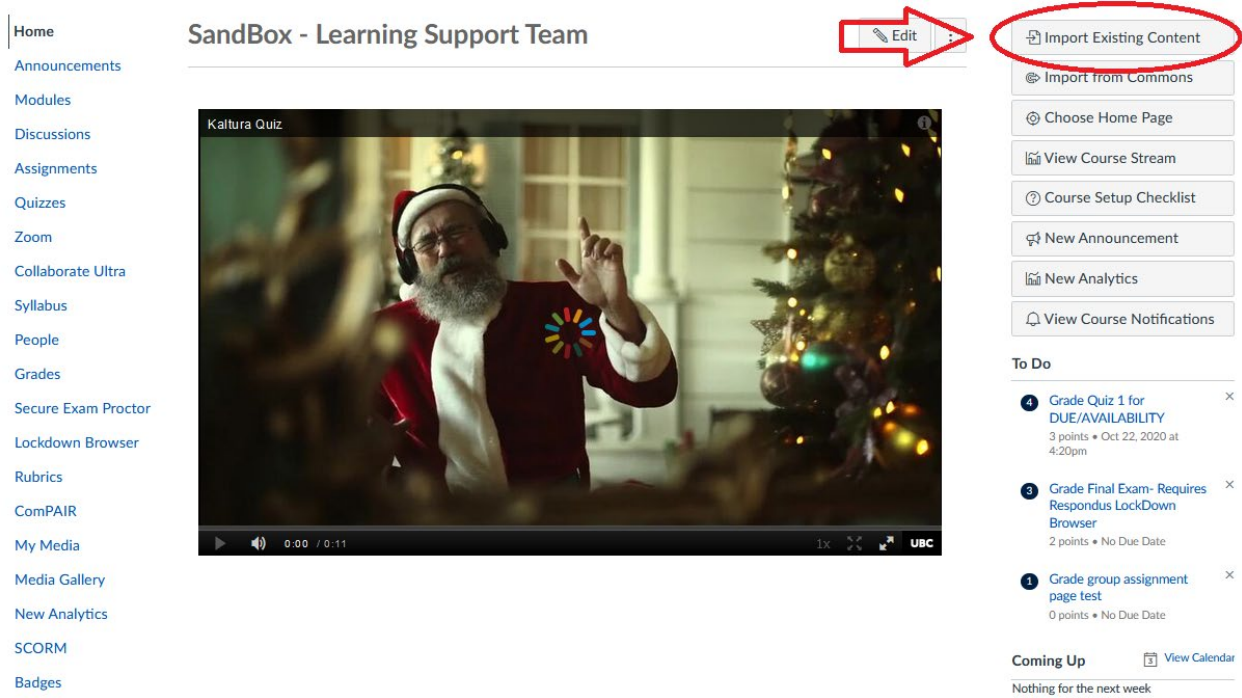 Home
Announcements
Modules
Discussions
Assignments
Quizzes
Zoom
Collaborate Ultra
Syllabus
People
Grades
Secure Exam Proctor
Lockdown Browser
Rubrics
ComPAIR
My Media
Media Gallery
New Analytics
SCORM
Badges
SandBox - Learning Support Team
Edit
Kaltura Quiz
0:00 / 0:11
1x
UBC
Import Existing Content
Import from Commons
Choose Home Page
View Course Stream
Course Setup Checklist
New Announcement
New Analytics
View Course Notifications
To Do
4 Grade Quiz 1 for
DUE/AVAILABILITY
3 points • Oct 22, 2020 at
4:20pm
3 Grade Final Exam- Requires
Respondus LockDown
Browser
2 points • No Due Date
1 Grade group assignment
page test
0 points • No Due Date
Coming Up
3 View Calendar
Nothing for the next week